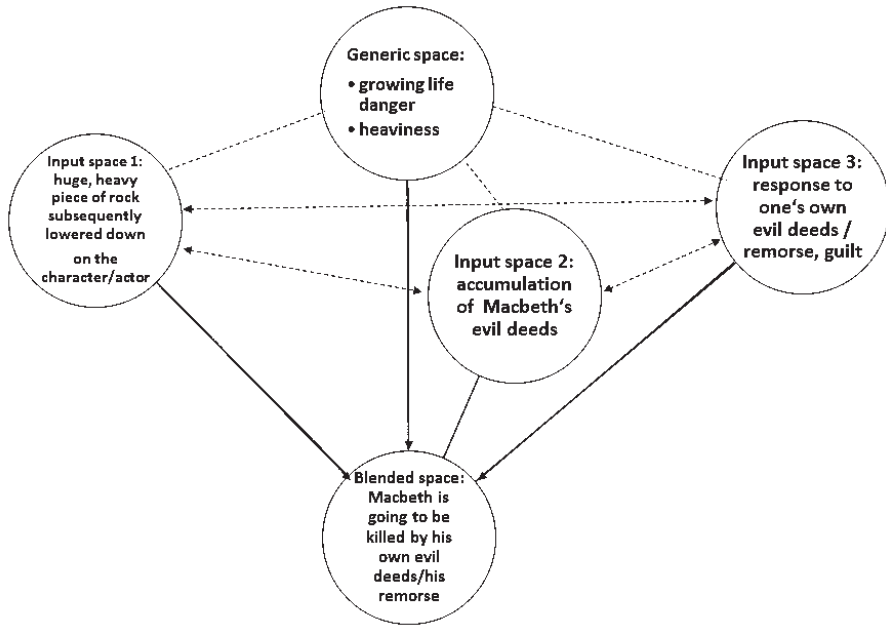 Generic space:
• growing life
danger
• heaviness
Input space 1:
huge, heavy
piece of rock
subsequently
lowered down
on the
character/actor
Input space 3:
response to
one‘s own
evil deeds /
remorse, guilt
Input space 2:
accumulation
of Macbeth‘s
evil deeds
Blended space:
Macbeth is
going to be
killed by his
own evil
deeds/his
remorse